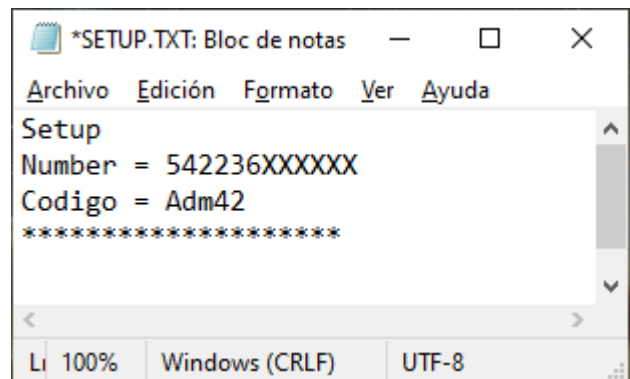 *SETUP.TXT: Bloc de notas
Archivo Edición Formato Ver Ayuda
Setup
Number = 542236XXXXXX
Codigo = Adm42
********************
100% Windows (CRLF) UTF-8